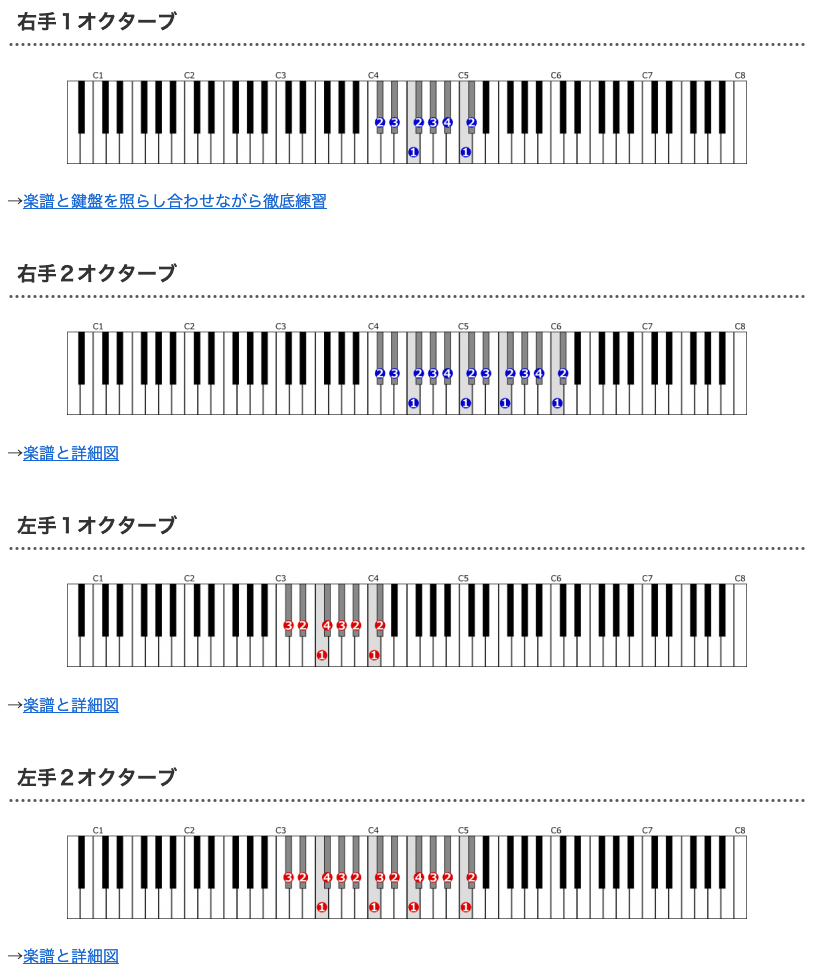 右手１オクターブ
C1 C2 C3 C4 C5 C6 C7 C8
2 3 2 3 4 2
1 1
→楽譜と鍵盤を照らし合わせながら徹底練習
右手２オクターブ
C1 C2 C3 C4 C5 C6 C7 C8
2 3 2 3 4 2 3 2 3 4 2
1 1 1 1
→楽譜と詳細図
左手１オクターブ
C1 C2 C3 C4 C5 C6 C7 C8
3 2 4 3 2 2
1 1
→楽譜と詳細図
左手２オクターブ
C1 C2 C3 C4 C5 C6 C7 C8
3 2 4 3 2 3 2 4 3 2 2
1 1 1 1
→楽譜と詳細図